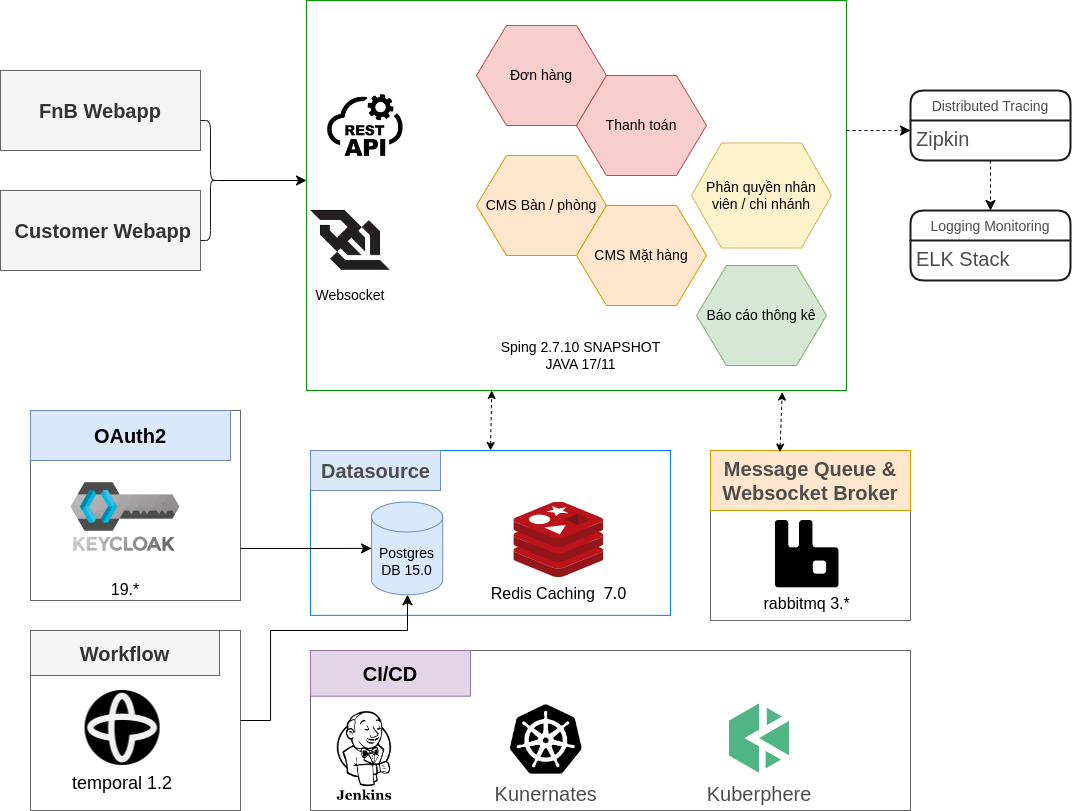 FnB Webapp
Customer Webapp
REST
API
Websocket
Đơn hàng
Thanh toán
CMS Bàn / phòng
CMS Mặt hàng
Phân quyền nhân
viên / chi nhánh
Báo cáo thông kê
Sping 2.7.10 SNAPSHOT
JAVA 17/11
Distributed Tracing
Zipkin
Logging Monitoring
ELK Stack
OAuth2
KEYCLOAK
19.*
Datasource
Postgres
DB 15.0
Redis Caching 7.0
Message Queue &
Websocket Broker
rabbitmq 3.*
Workflow
temporal 1.2
CI/CD
Jenkins
Kunernates
Kuberphere